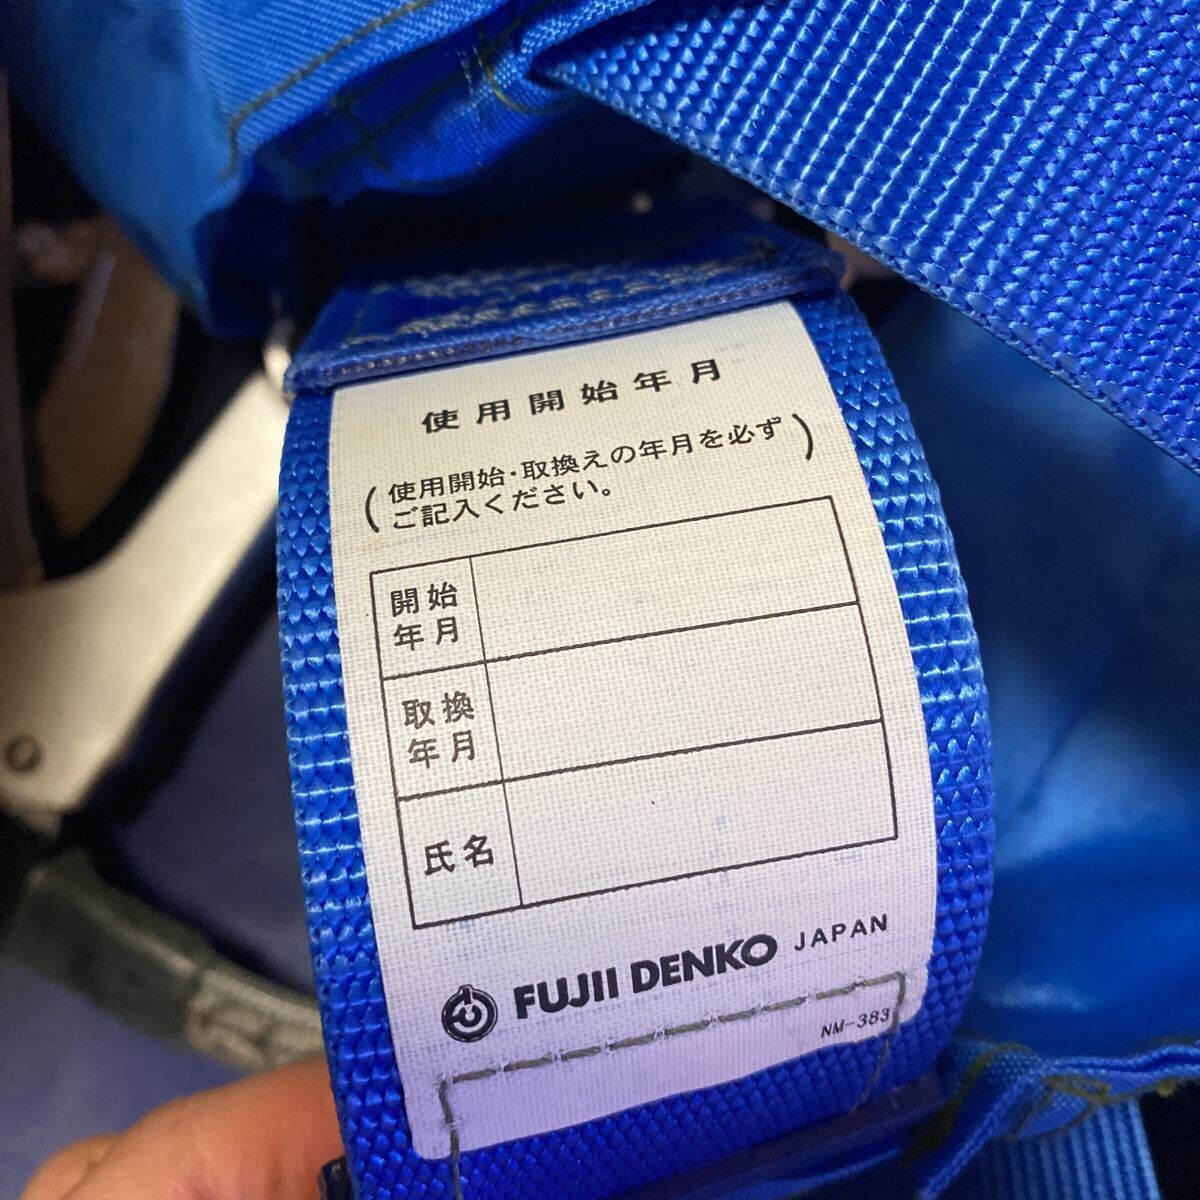 使用開始年月
(使用開始・取換えの年月を必ず
ご記入ください。)
開始
年月
取換
年月
氏名
FUJII DENKO JAPAN
NM-383